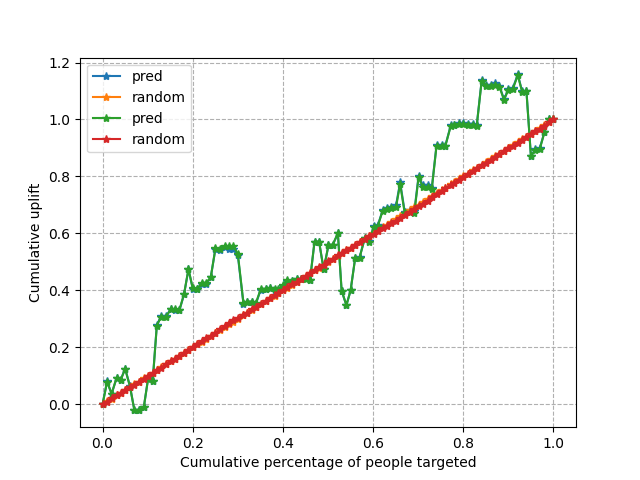 pred
random
pred
random
1.2
1.0
0.8
0.6
0.4
0.2
0.0
Cumulative uplift
0.0 0.2 0.4 0.6 0.8 1.0
Cumulative percentage of people targeted